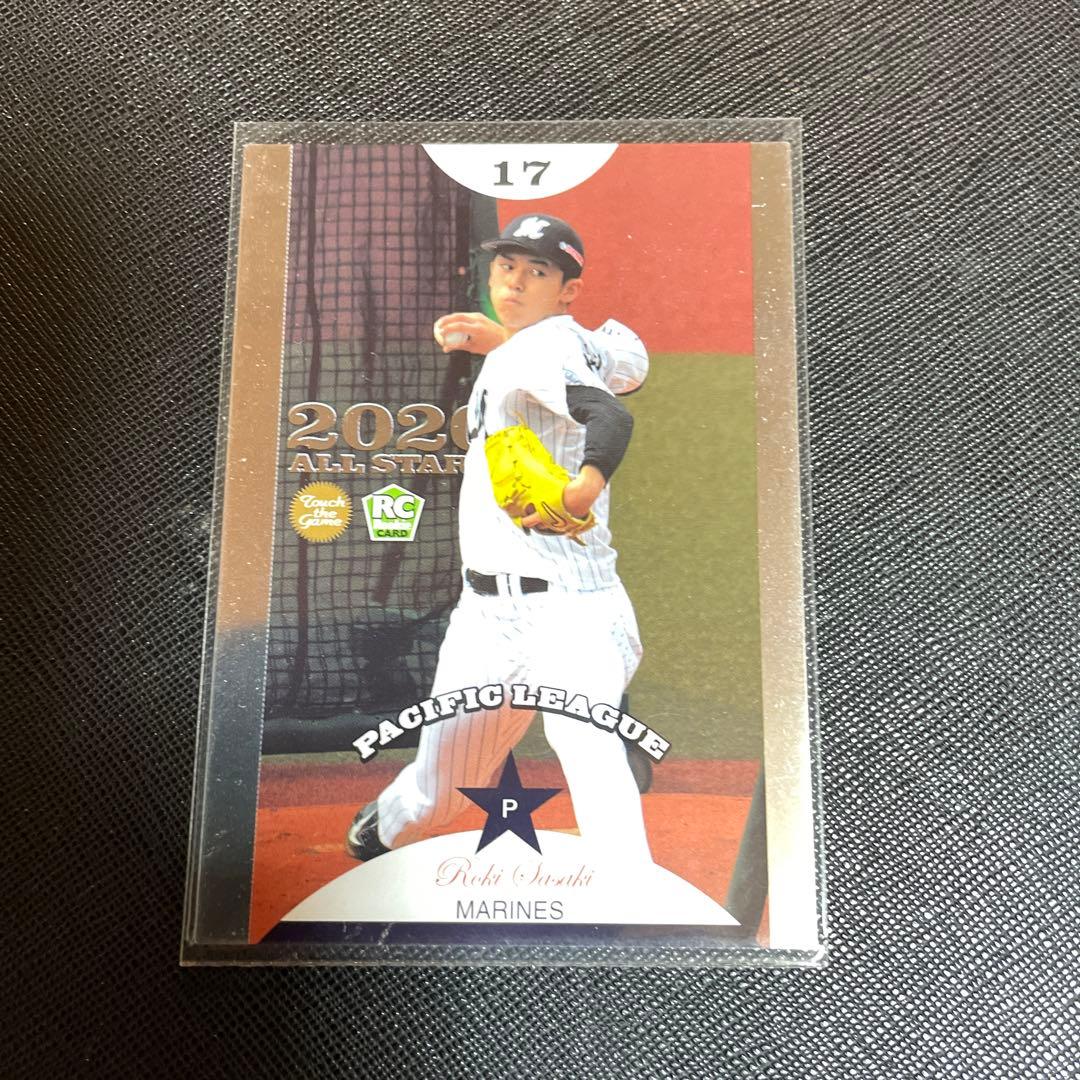 17
2020
ALL STAR
Touch
the
Game
RC
Rookie
CARD
PACIFIC LEAGUE
P
Roki Sasaki
MARINES